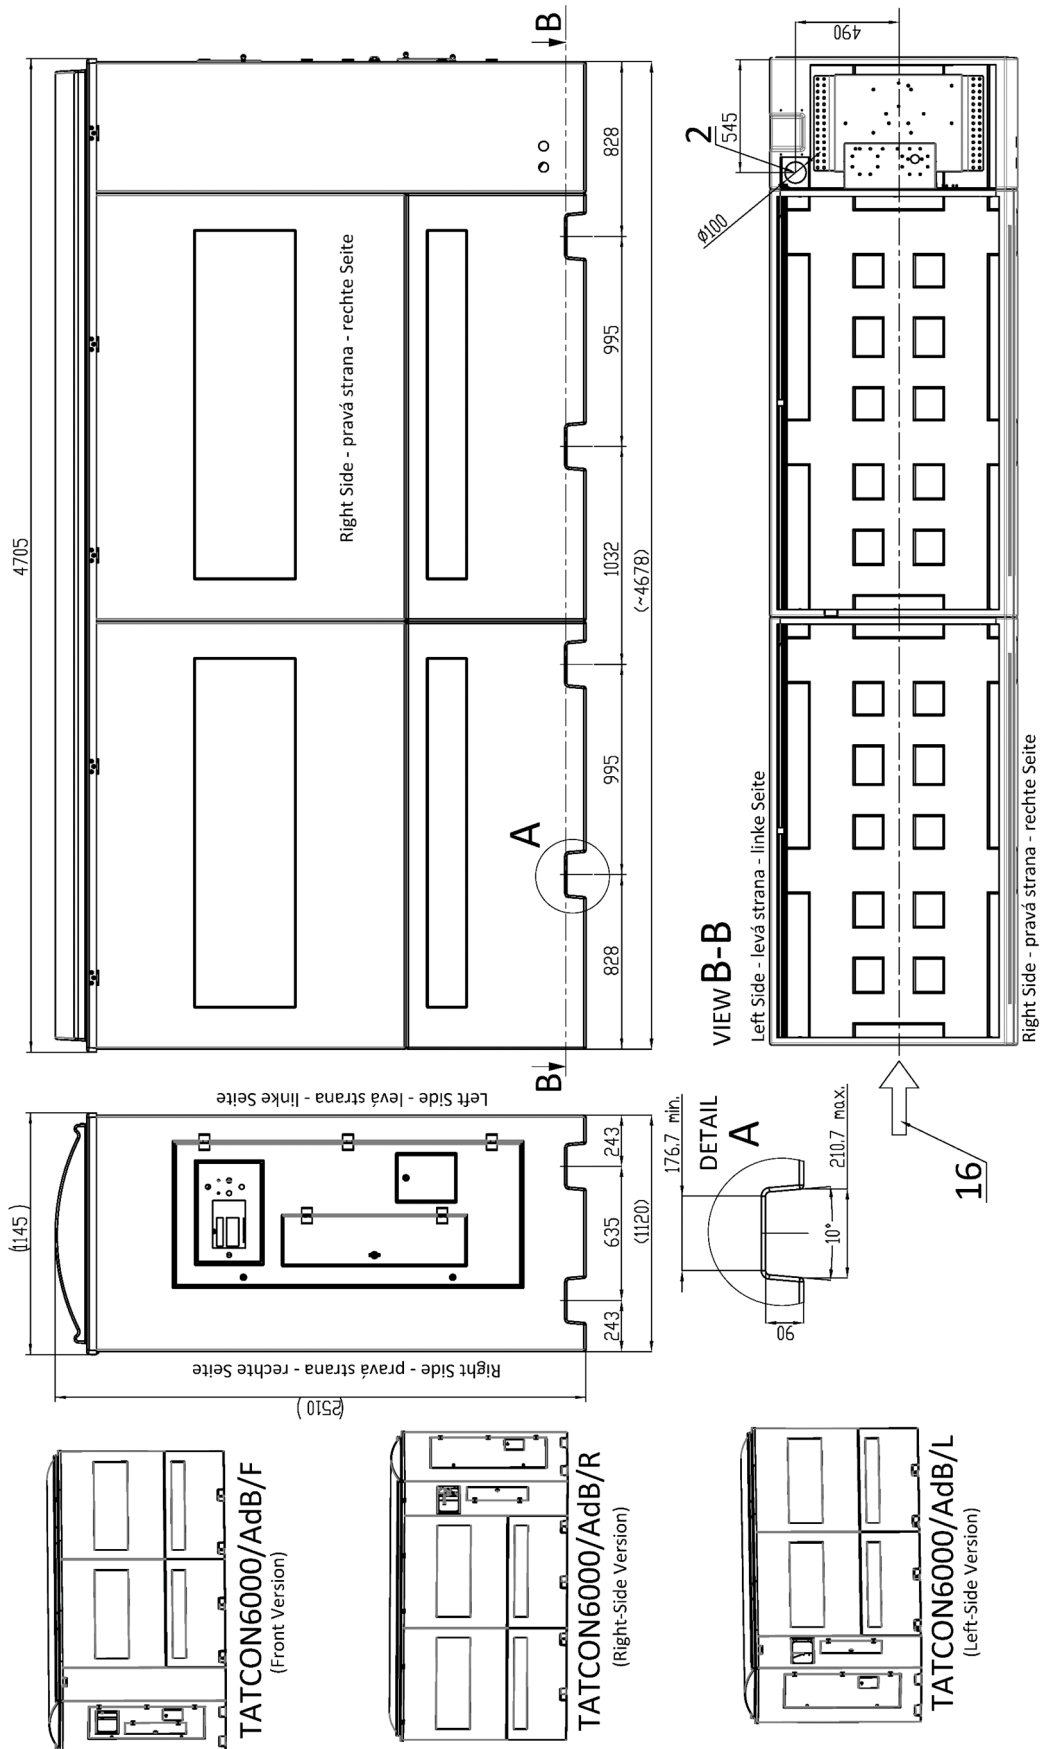 4705
Right Side - pravá strana - rechte Seite
B
B
A
828
995
1032
995
828
(~4678)
(1145)
Left Side - levá strana - linke Seite
Right Side - pravá strana - rechte Seite
243
635
243
(1120)
(2510)
DETAIL
A
176,7 min.
210,7 max.
10°
90
VIEW B-B
Left Side - levá strana - linke Seite
Right Side - pravá strana - rechte Seite
490
545
2
Ø100
16
TATCON6000/AdB/F
(Front Version)
TATCON6000/AdB/R
(Right-Side Version)
TATCON6000/AdB/L
(Left-Side Version)